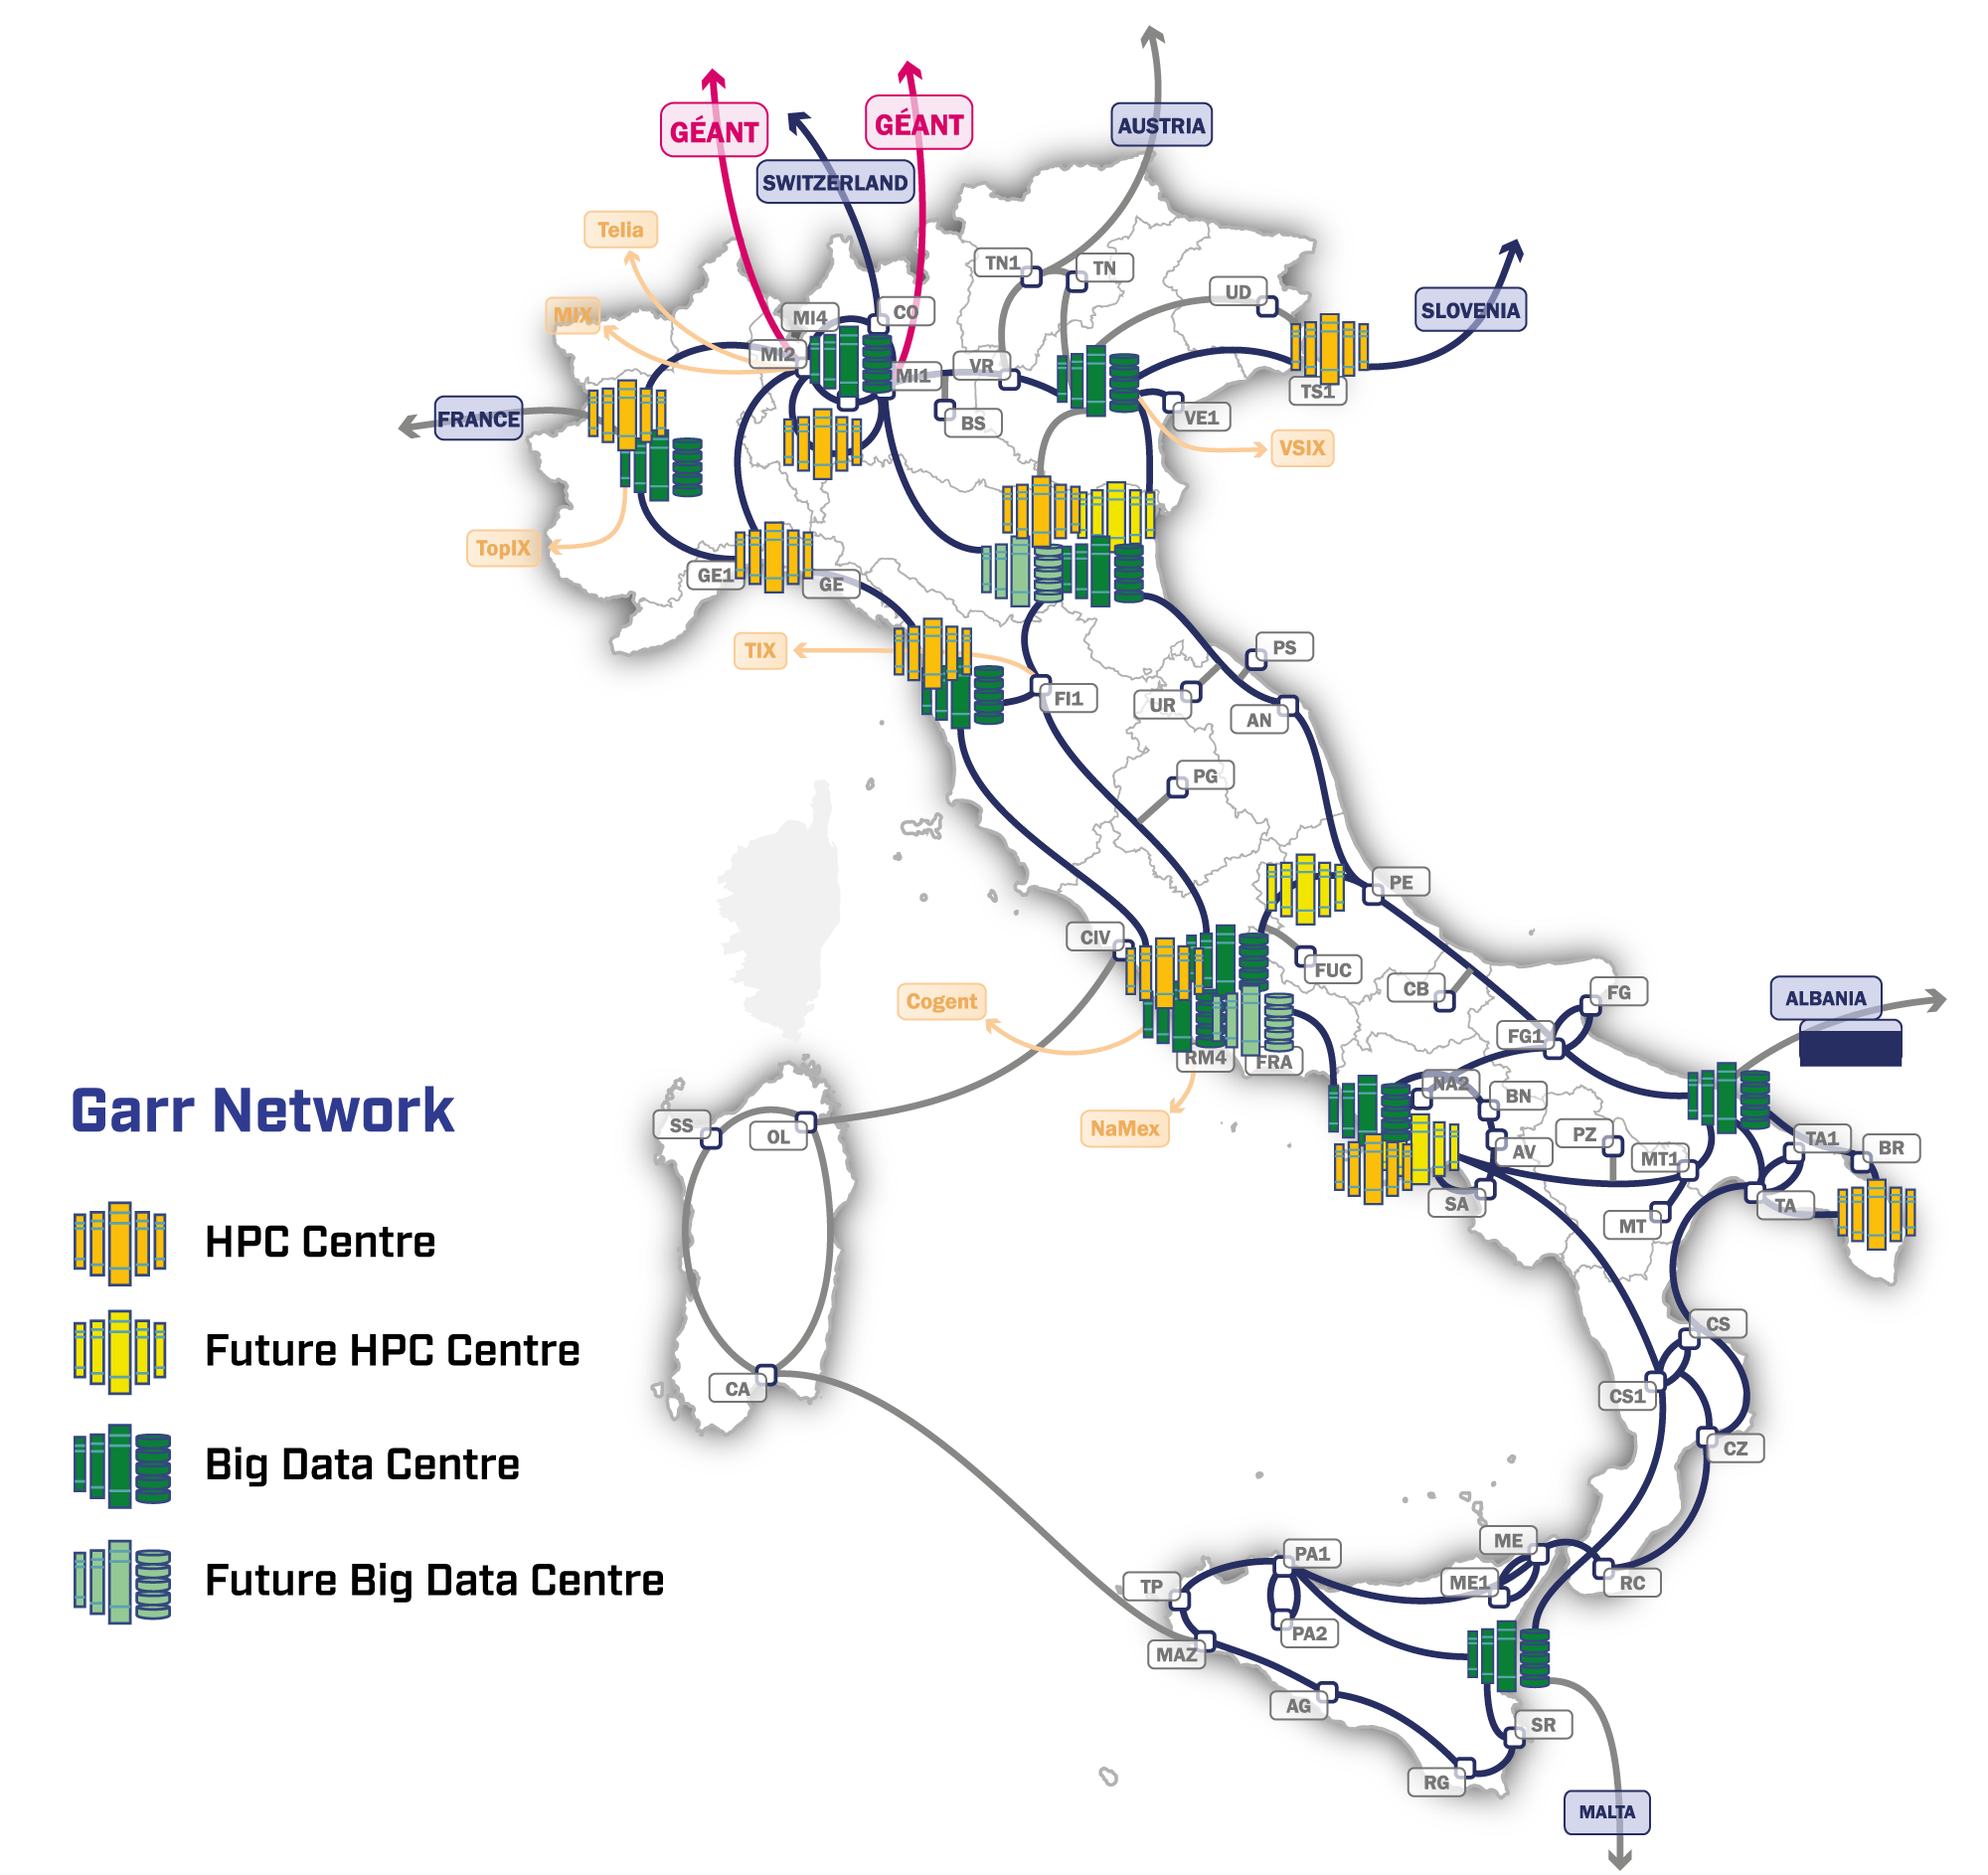 GÉANT
GÉANT
AUSTRIA
SWITZERLAND
Telia
TN1
TN
UD
MIX
MI4
CO
SLOVENIA
MI2
VR
MI1
TS1
FRANCE
BS
VE1
VSIX
TopIX
GE1
GE
TIX
PS
FI1
UR
AN
PG
PE
CIV
FUC
CB
FG
ALBANIA
Cogent
FG1
RM4
FRA
NA2
BN
Garr Network
SS
OL
NaMex
PZ
AV
MT1
TA1
BR
SA
MT
TA
HPC Centre
CS
Future HPC Centre
CA
CS1
CZ
Big Data Centre
ME
PA1
Future Big Data Centre
TP
ME1
RC
PA2
MAZ
AG
SR
RG
MALTA